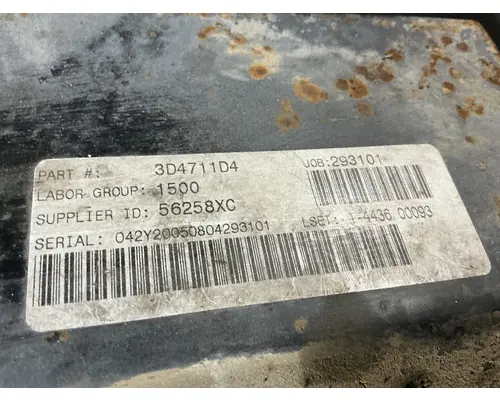 PART #: 3D4711D4
JOB:293101
LABOR GROUP: 1500
SUPPLIER ID: 56258XC
SERIAL: 042Y20050804293101
LSET: 1-4436 00093